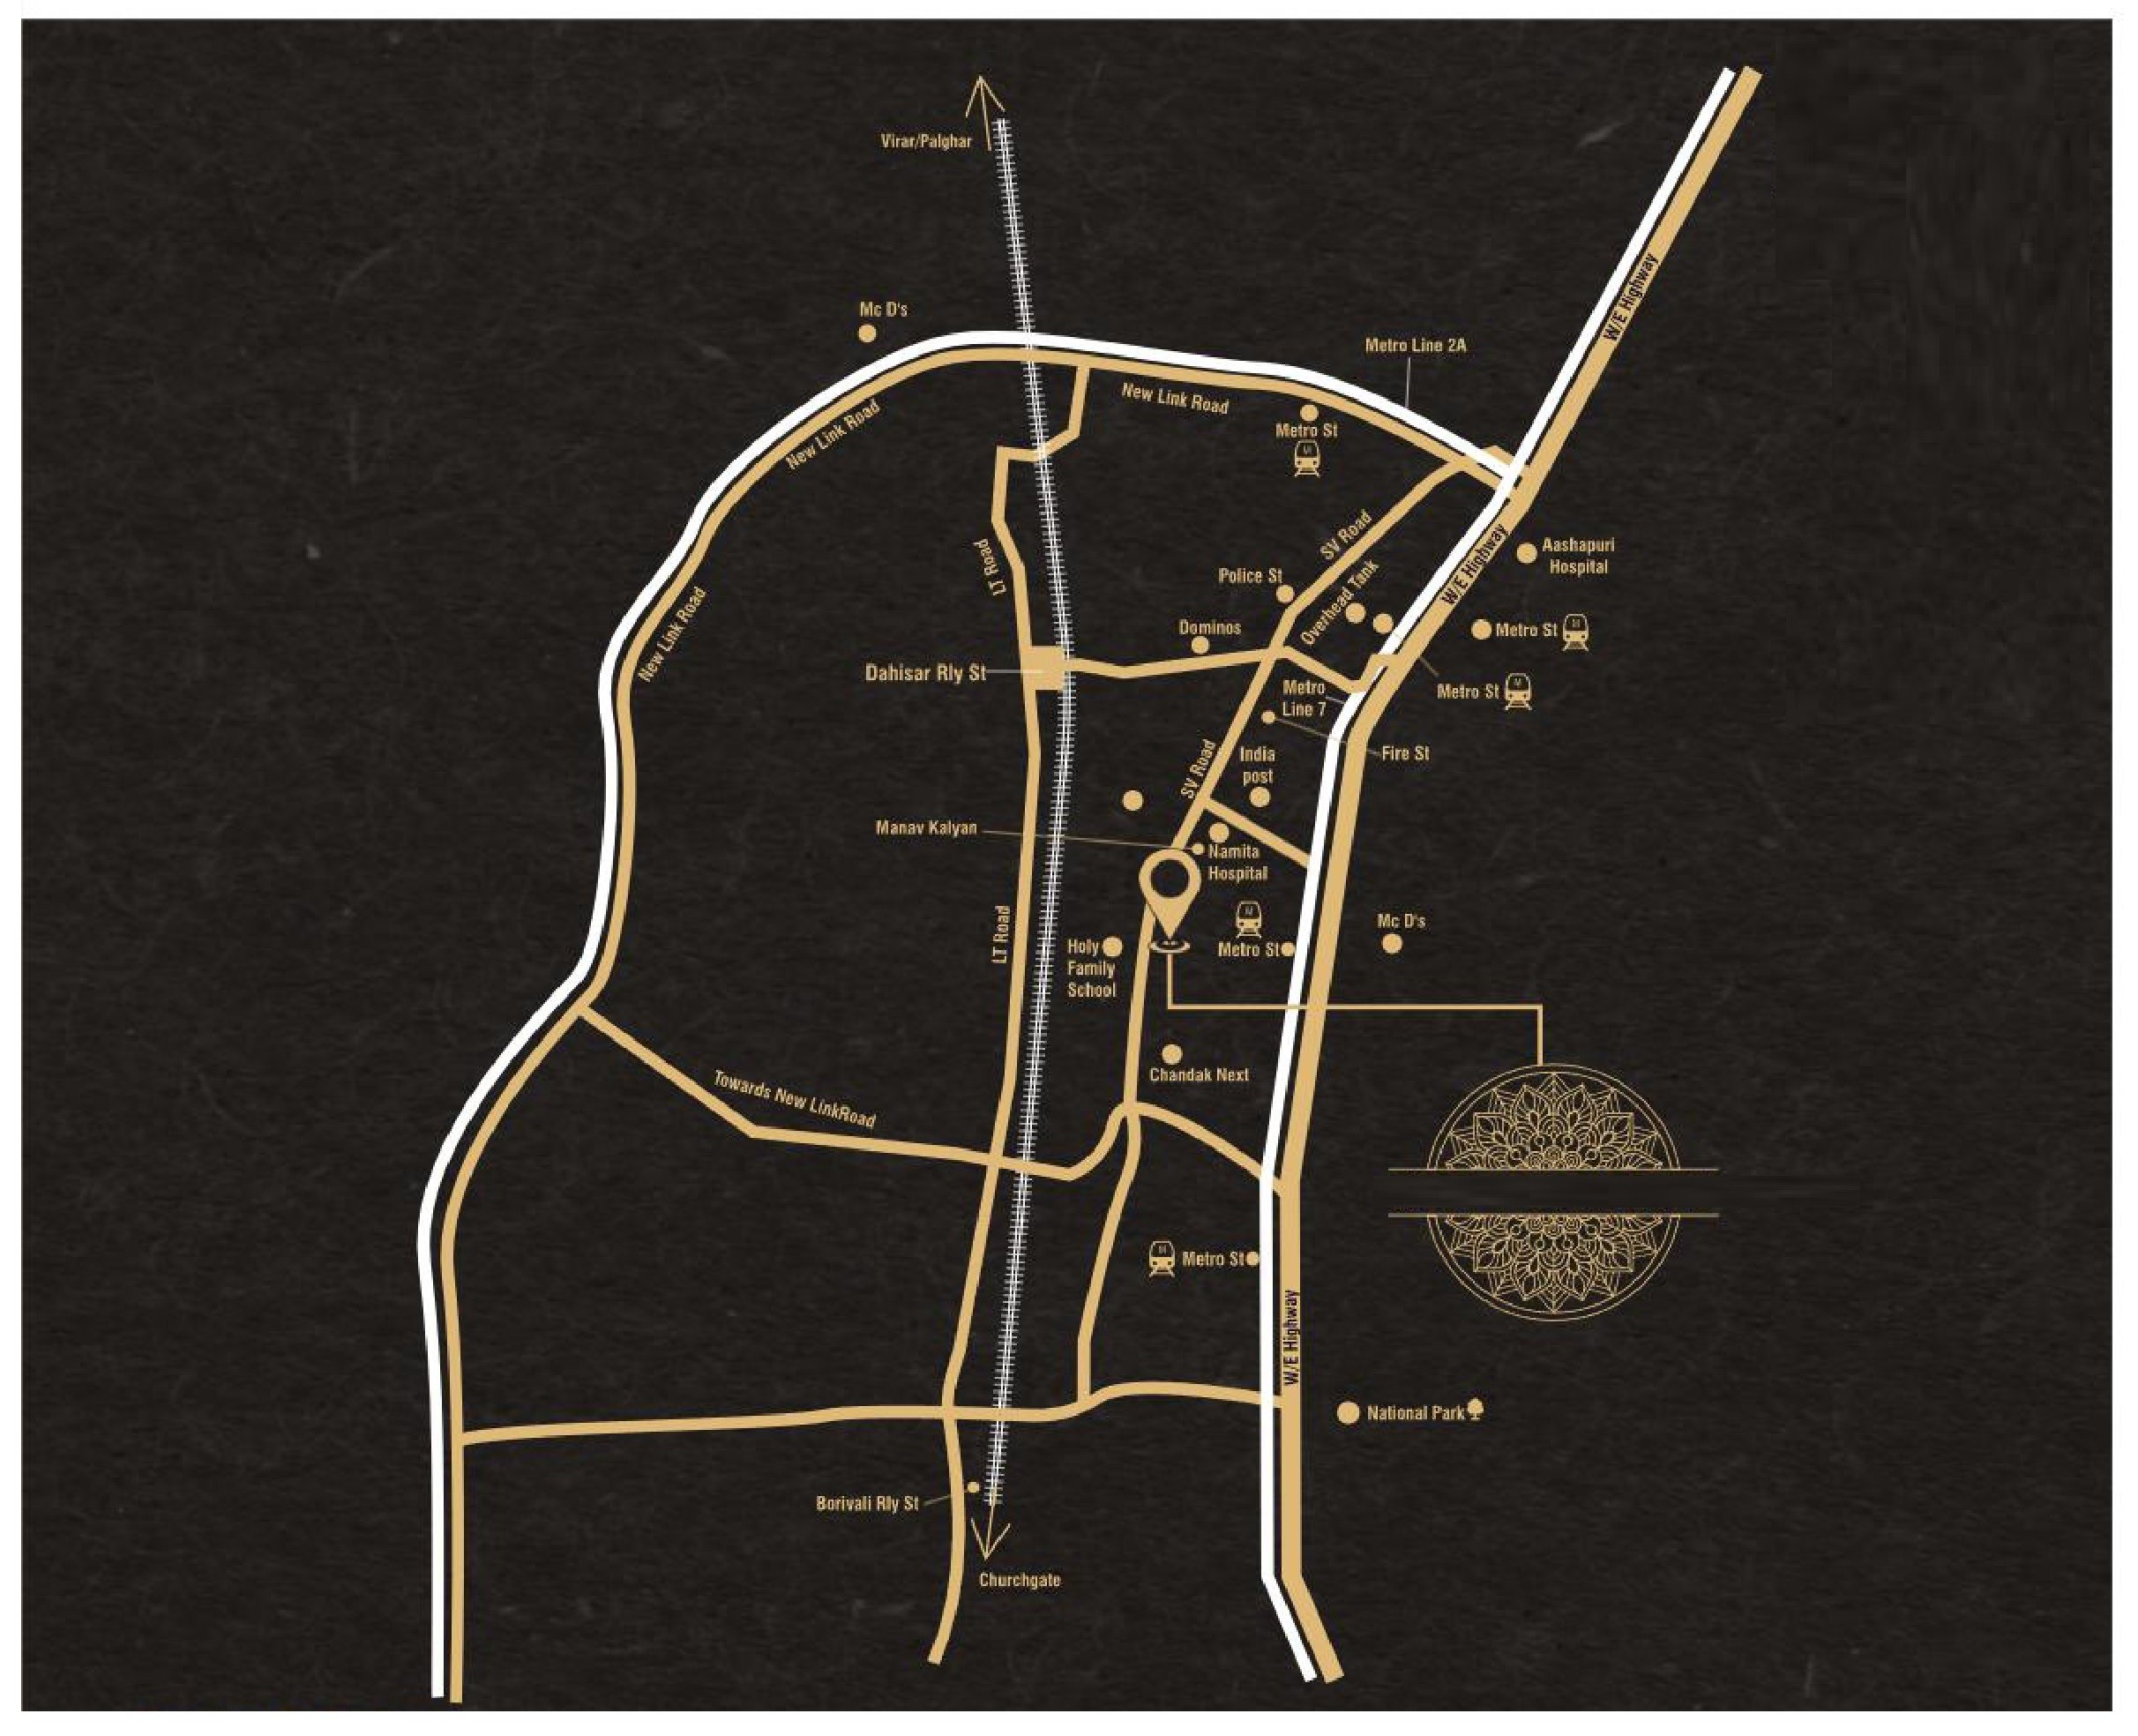 Virar/Palghar
W/E Highway
Mc D's
Metro Line 2A
New Link Road
New Link Road
Metro St
M
SV Road
LT Road
W/E Highway
Aashapuri
Hospital
Police St
Overhead Tank
New Link Road
Dominos
Metro St
M
Dahisar Rly St
Metro
Line 7
Metro St
M
SV Road
India
post
Fire St
Manav Kalyan
Namita
Hospital
LT Road
M
Metro St
Mc D's
Holy
Family
School
Chandak Next
Towards New LinkRoad
M
Metro St
W/E Highway
National Park
Borivali Rly St
Churchgate